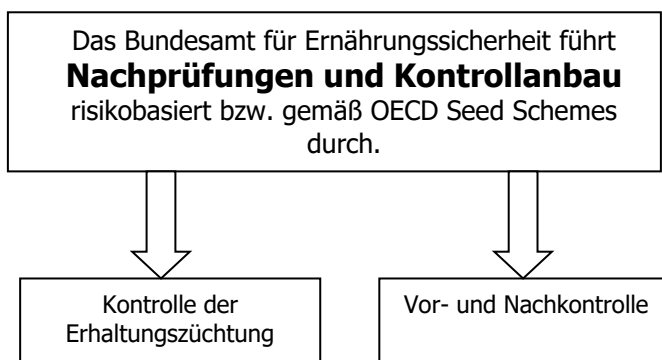 Das Bundesamt für Ernährungssicherheit führt
Nachprüfungen und Kontrollanbau
risikobasiert bzw. gemäß OECD Seed Schemes
durch.
Kontrolle der
Erhaltungszüchtung
Vor- und Nachkontrolle